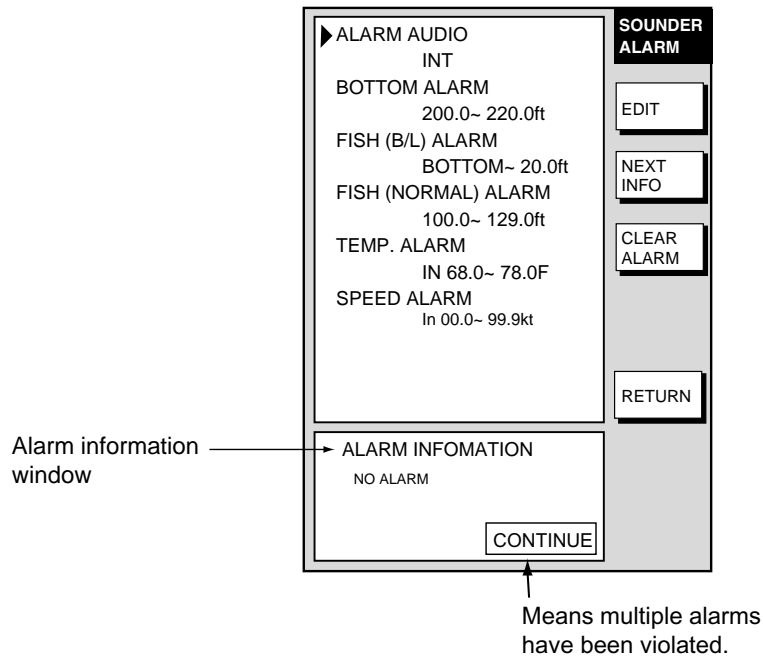 ALARM AUDIO
INT
BOTTOM ALARM
200.0~ 220.0ft
FISH (B/L) ALARM
BOTTOM~ 20.0ft
FISH (NORMAL) ALARM
100.0~ 129.0ft
TEMP. ALARM
IN 68.0~ 78.0F
SPEED ALARM
In 00.0~ 99.9kt
SOUNDER
ALARM
EDIT
NEXT
INFO
CLEAR
ALARM
RETURN
Alarm information
window
ALARM INFOMATION
NO ALARM
CONTINUE
Means multiple alarms
have been violated.